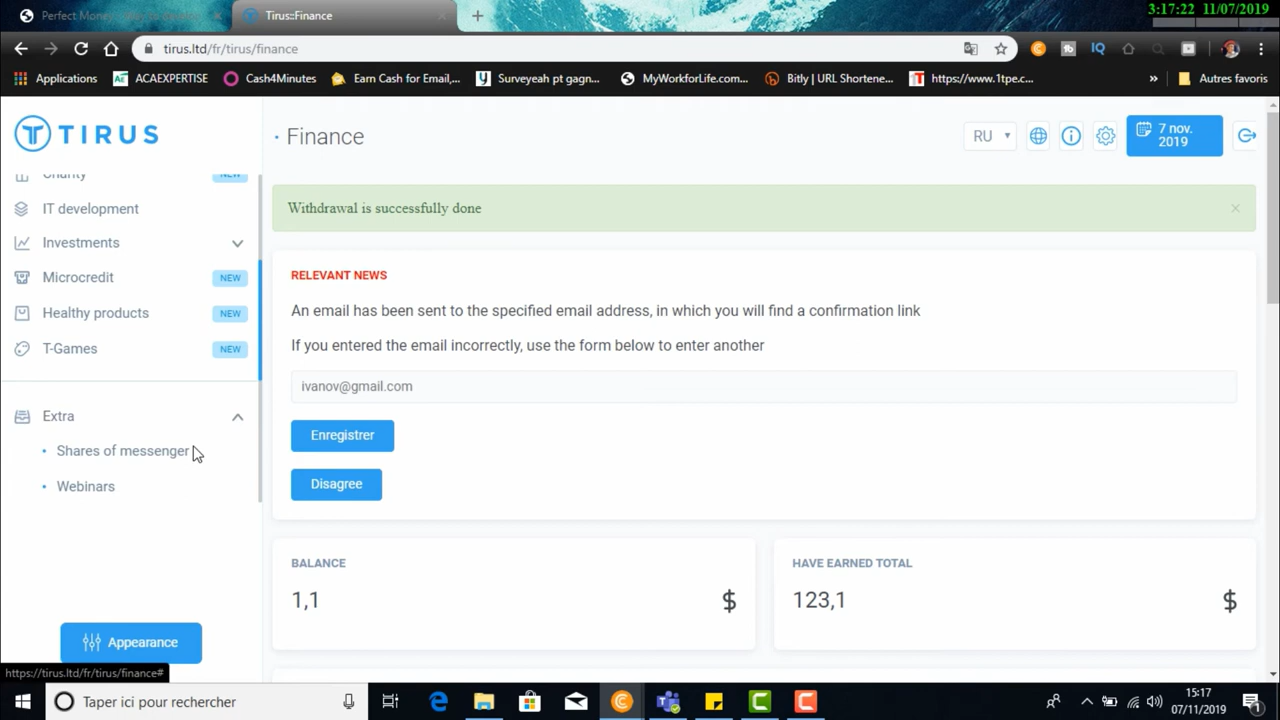 3:17:22 11/07/2019
Perfect Money
Tirus::Finance
tirus.ltd/fr/tirus/finance
Applications
ACAEXPERTISE
Cash4Minutes
Earn Cash for Email,...
Surveyeah pt gagn...
MyWorkforLife.com...
Bitly | URL Shortene...
https://www.1tpe.c...
»
Autres favoris
TIRUS
Finance
RU
7 nov. 2019
Charity NEW
IT development
Investments
Microcredit NEW
Healthy products NEW
T-Games NEW
Extra
Shares of messenger
Webinars
Appearance
Withdrawal is successfully done ×
RELEVANT NEWS
An email has been sent to the specified email address, in which you will find a confirmation link
If you entered the email incorrectly, use the form below to enter another
ivanov@gmail.com
Enregistrer
Disagree
BALANCE
1,1 $
HAVE EARNED TOTAL
123,1 $
https://tirus.ltd/fr/tirus/finance#
Taper ici pour rechercher
15:17
07/11/2019